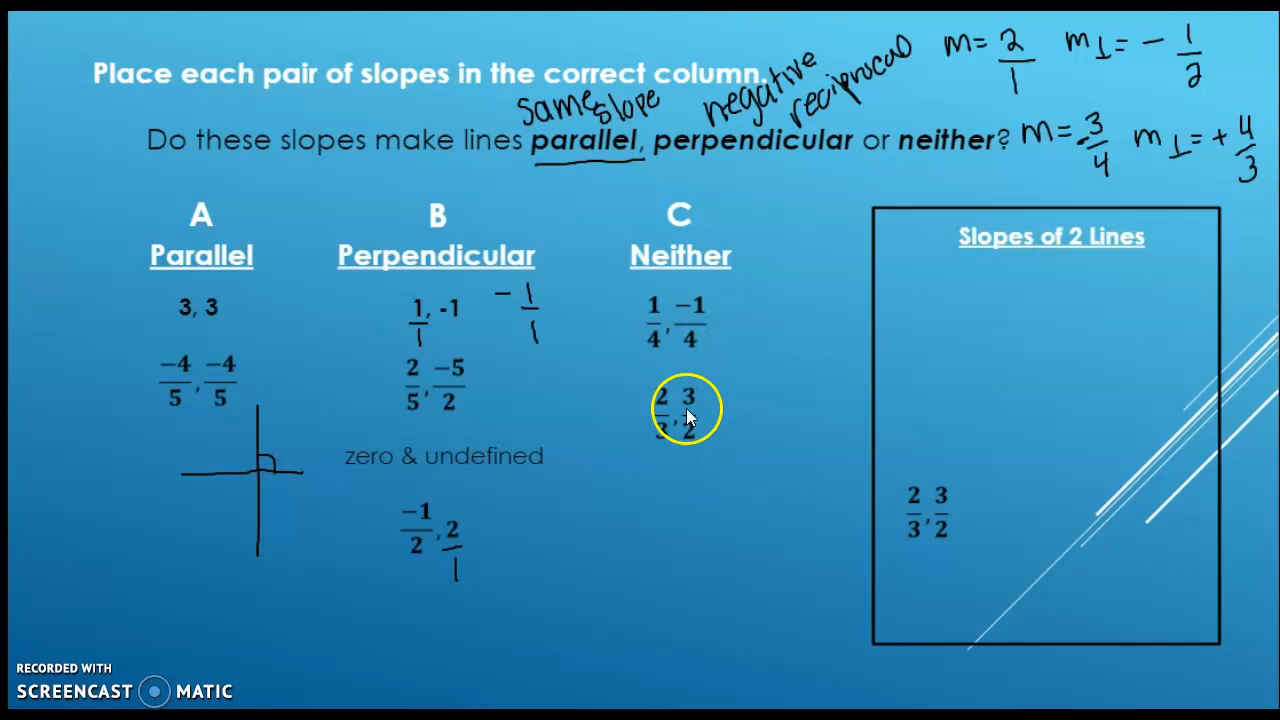 Place each pair of slopes in the correct column.
same slope
negative reciprocal
m = 2/1 m⊥ = - 1/2
Do these slopes make lines parallel, perpendicular or neither?
m = -3/4 m⊥ = + 4/3
A
Parallel
3, 3
-4/5, -4/5
B
Perpendicular
1/1, -1 - 1/1
2/5, -5/2
zero & undefined
-1/2, 2/1
C
Neither
1/4, -1/4
2/3, 3/2
Slopes of 2 Lines
2/3, 3/2
RECORDED WITH
SCREENCAST MATIC